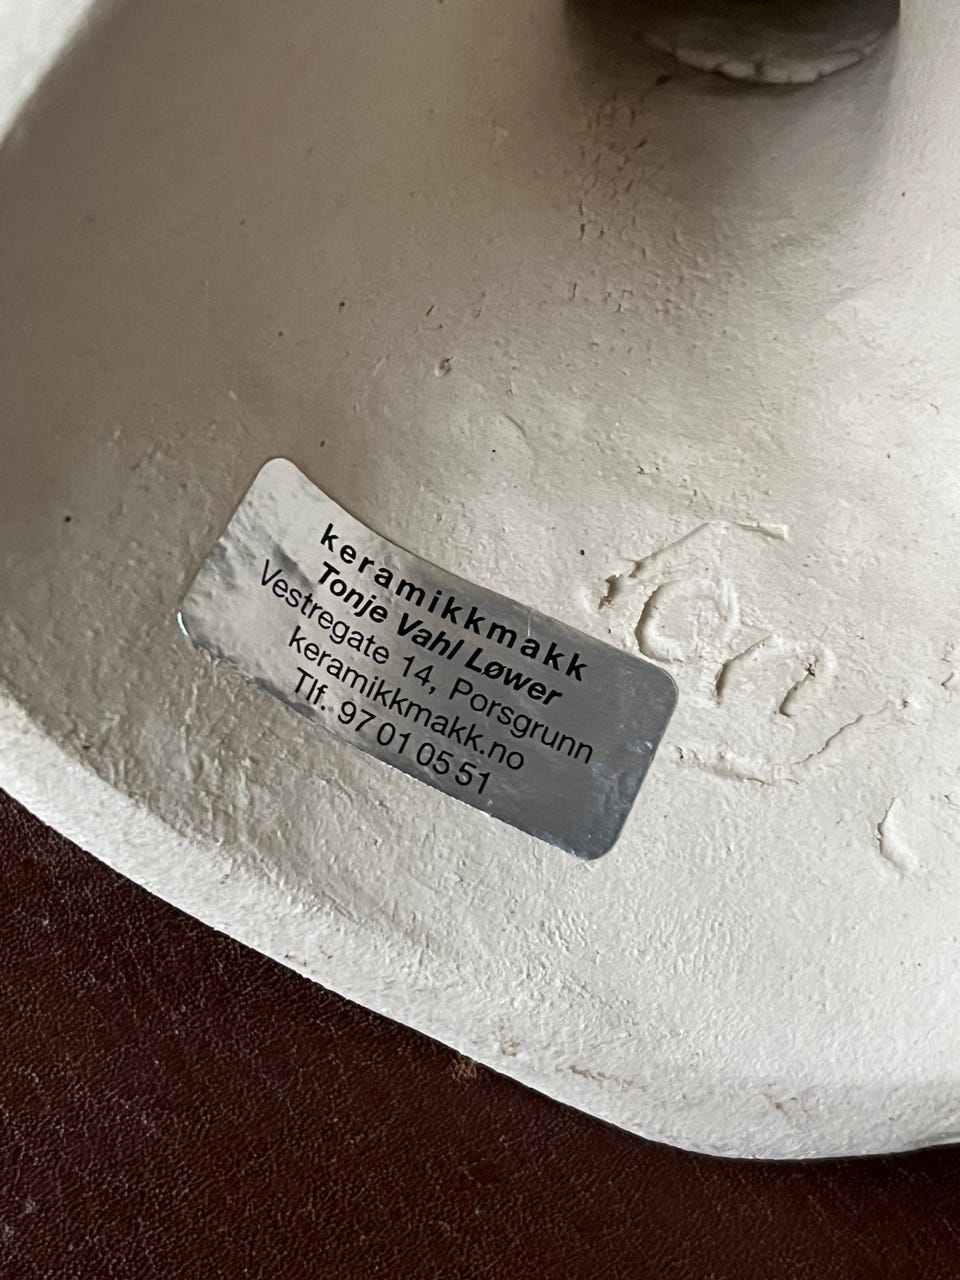 keramikkmakk
Tonje Vahl Løwer
Vestregate 14, Porsgrunn
keramikkmakk.no
Tlf. 97 01 05 51